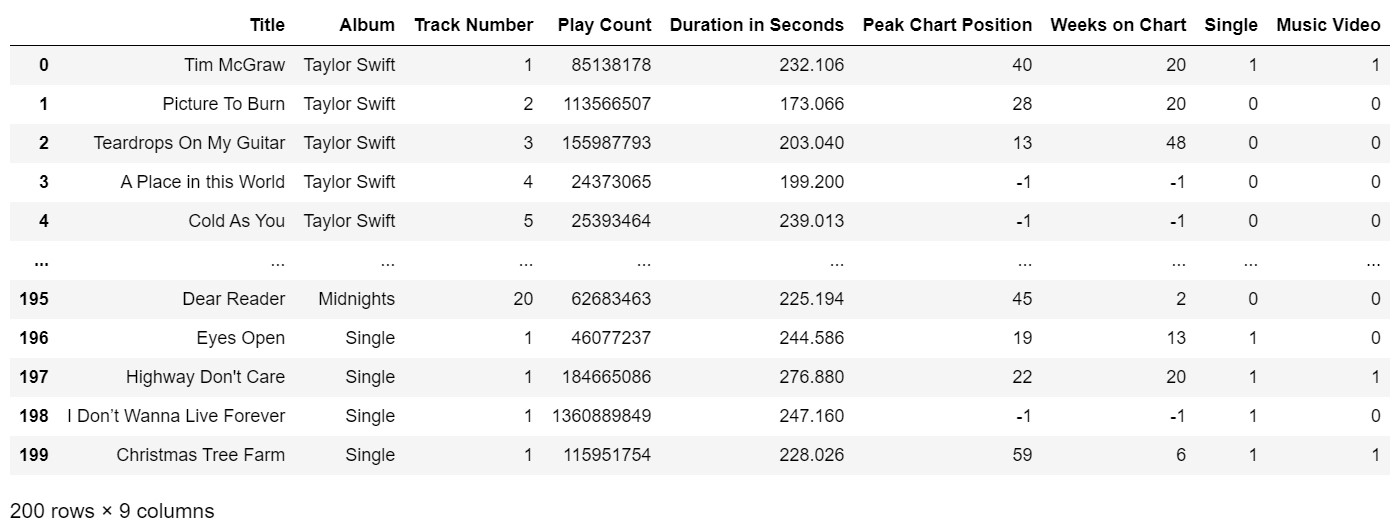 Title Album Track Number Play Count Duration in Seconds Peak Chart Position Weeks on Chart Single Music Video
0 Tim McGraw Taylor Swift 1 85138178 232.106 40 20 1 1
1 Picture To Burn Taylor Swift 2 113566507 173.066 28 20 0 0
2 Teardrops On My Guitar Taylor Swift 3 155987793 203.040 13 48 0 0
3 A Place in this World Taylor Swift 4 24373065 199.200 -1 -1 0 0
4 Cold As You Taylor Swift 5 25393464 239.013 -1 -1 0 0
... ... ... ... ... ... ... ... ... ...
195 Dear Reader Midnights 20 62683463 225.194 45 2 0 0
196 Eyes Open Single 1 46077237 244.586 19 13 1 0
197 Highway Don't Care Single 1 184665086 276.880 22 20 1 1
198 I Don’t Wanna Live Forever Single 1 1360889849 247.160 -1 -1 1 0
199 Christmas Tree Farm Single 1 115951754 228.026 59 6 1 1
200 rows × 9 columns